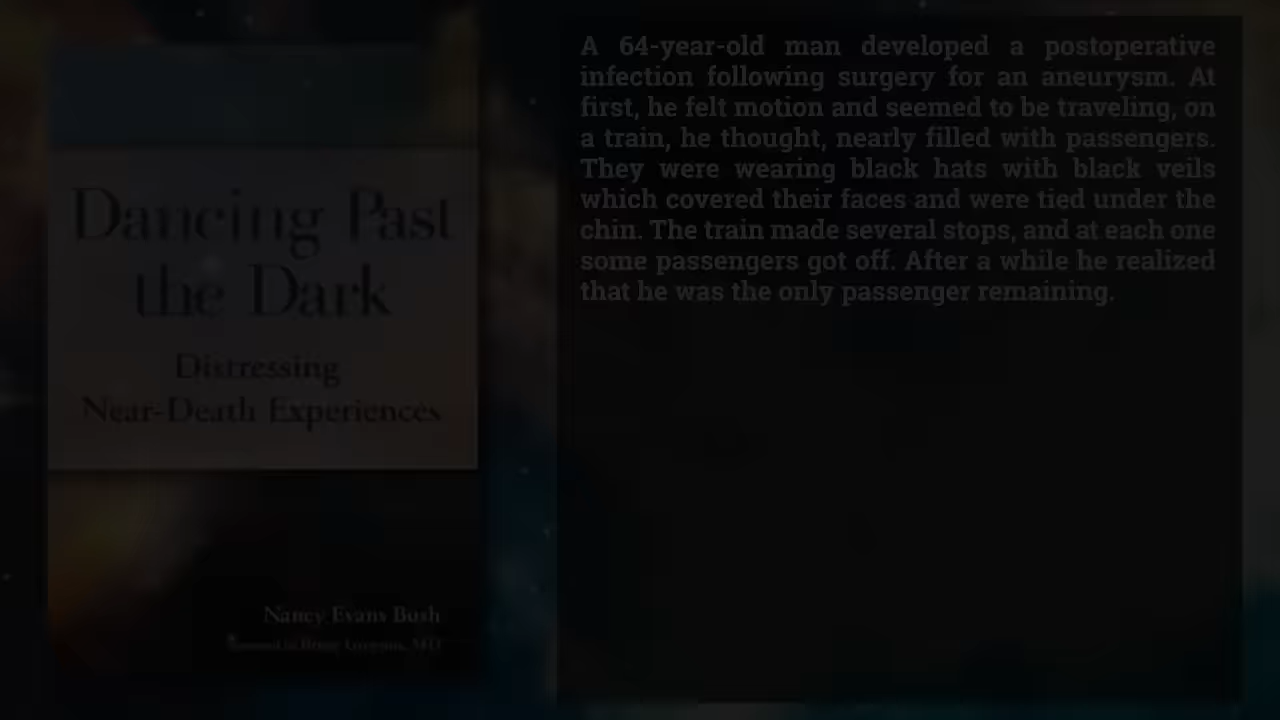 Dancing Past
the Dark
Distressing
Near-Death Experiences
Nancy Evans Bush
A 64-year-old man developed a postoperative
infection following surgery for an aneurysm. At
first, he felt motion and seemed to be traveling, on
a train, he thought, nearly filled with passengers.
They were wearing black hats with black veils
which covered their faces and were tied under the
chin. The train made several stops, and at each one
some passengers got off. After a while he realized
that he was the only passenger remaining.